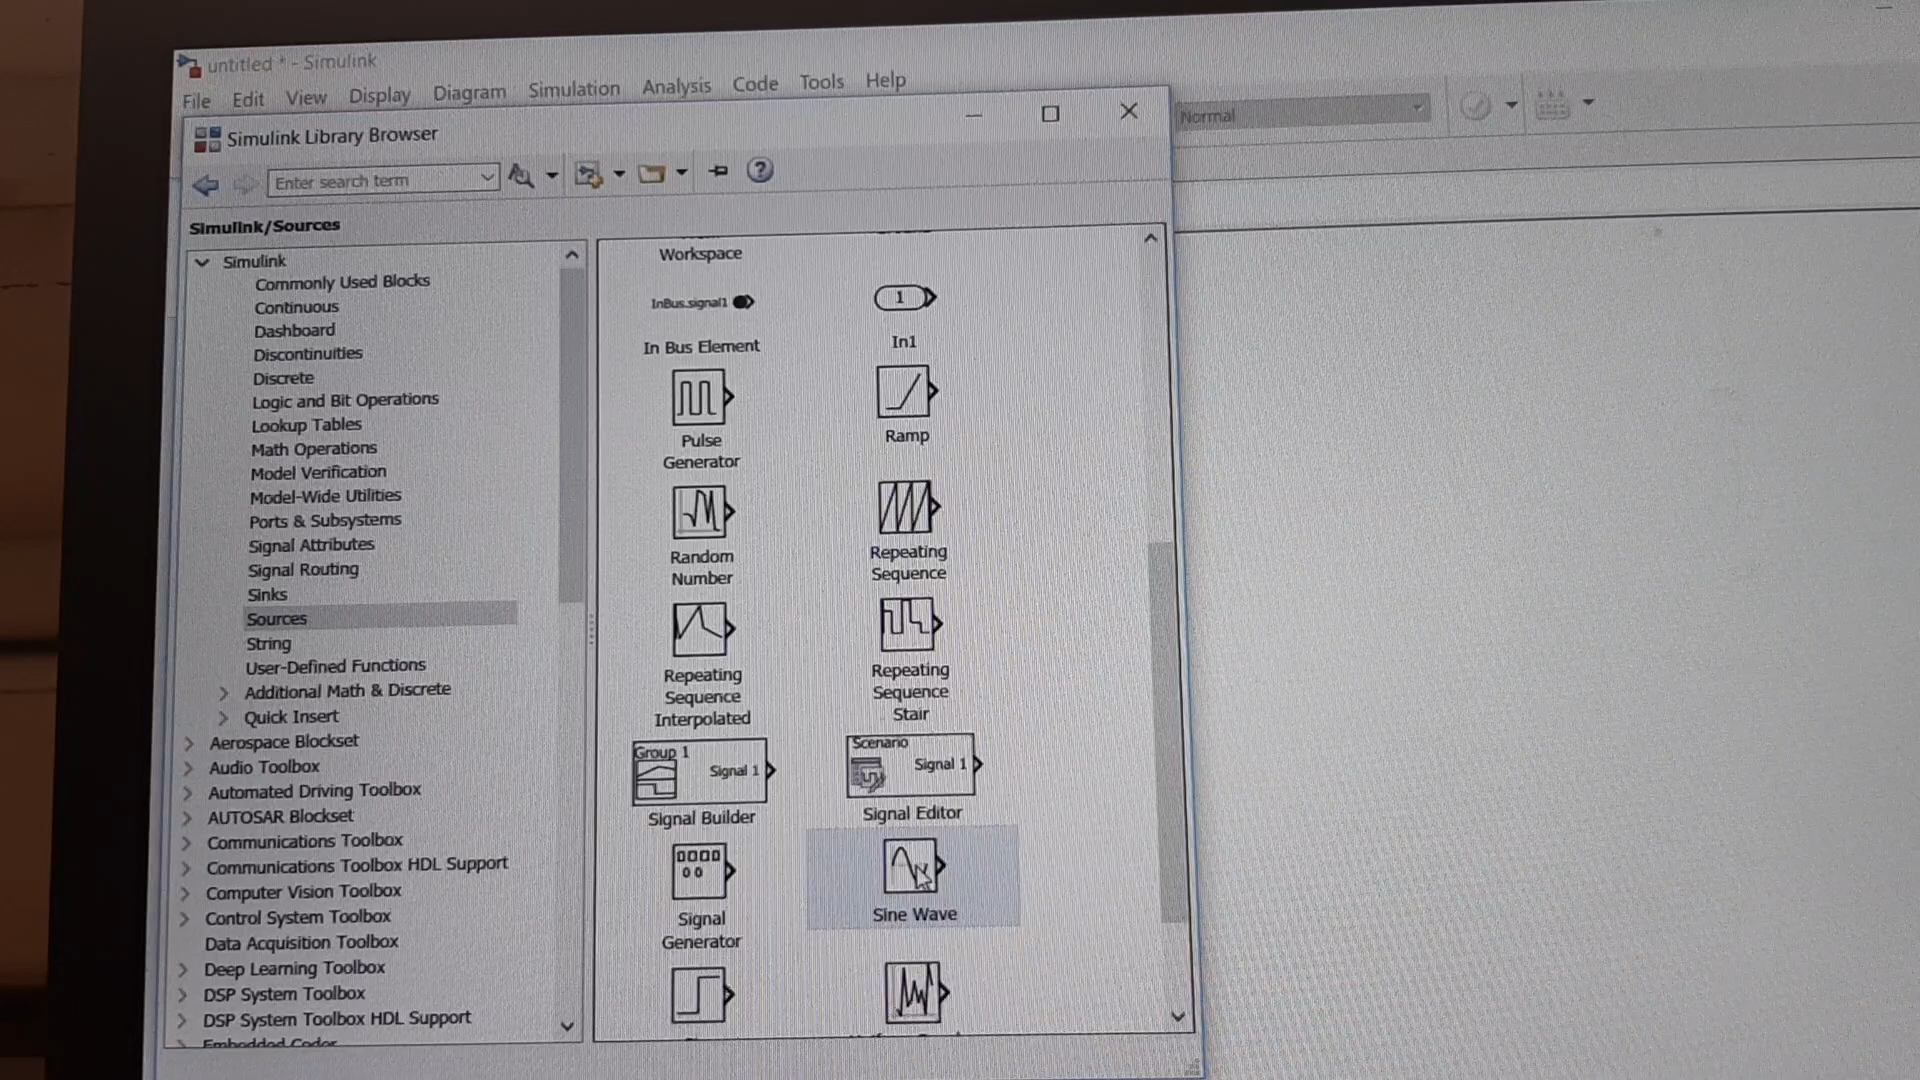 untitled * - Simulink
File Edit View Display Diagram Simulation Analysis Code Tools Help
Normal
Simulink Library Browser
Enter search term
Simulink/Sources
Simulink
Commonly Used Blocks
Continuous
Dashboard
Discontinuities
Discrete
Logic and Bit Operations
Lookup Tables
Math Operations
Model Verification
Model-Wide Utilities
Ports & Subsystems
Signal Attributes
Signal Routing
Sinks
Sources
String
User-Defined Functions
Additional Math & Discrete
Quick Insert
Aerospace Blockset
Audio Toolbox
Automated Driving Toolbox
AUTOSAR Blockset
Communications Toolbox
Communications Toolbox HDL Support
Computer Vision Toolbox
Control System Toolbox
Data Acquisition Toolbox
Deep Learning Toolbox
DSP System Toolbox
DSP System Toolbox HDL Support
Embedded Coder
Workspace
InBus.signal1
1
In Bus Element
In1
Pulse
Generator
Ramp
Random
Number
Repeating
Sequence
Repeating
Sequence
Interpolated
Repeating
Sequence
Stair
Group 1
Signal 1
Signal Builder
Scenario
Signal 1
Signal Editor
Signal
Generator
Sine Wave